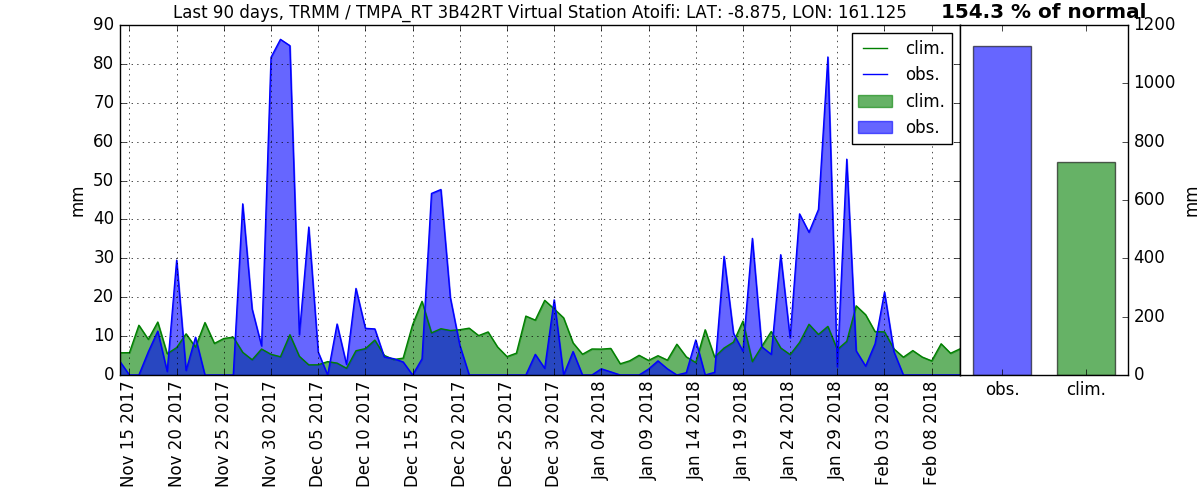 Last 90 days, TRMM / TMPA_RT 3B42RT Virtual Station Atoifi: LAT: -8.875, LON: 161.125
154.3 % of normal
90
80
70
60
50
40
30
20
10
0
mm
clim.
obs.
clim.
obs.
1200
1000
800
600
400
200
0
mm
Nov 15 2017
Nov 20 2017
Nov 25 2017
Nov 30 2017
Dec 05 2017
Dec 10 2017
Dec 15 2017
Dec 20 2017
Dec 25 2017
Dec 30 2017
Jan 04 2018
Jan 09 2018
Jan 14 2018
Jan 19 2018
Jan 24 2018
Jan 29 2018
Feb 03 2018
Feb 08 2018
obs.
clim.